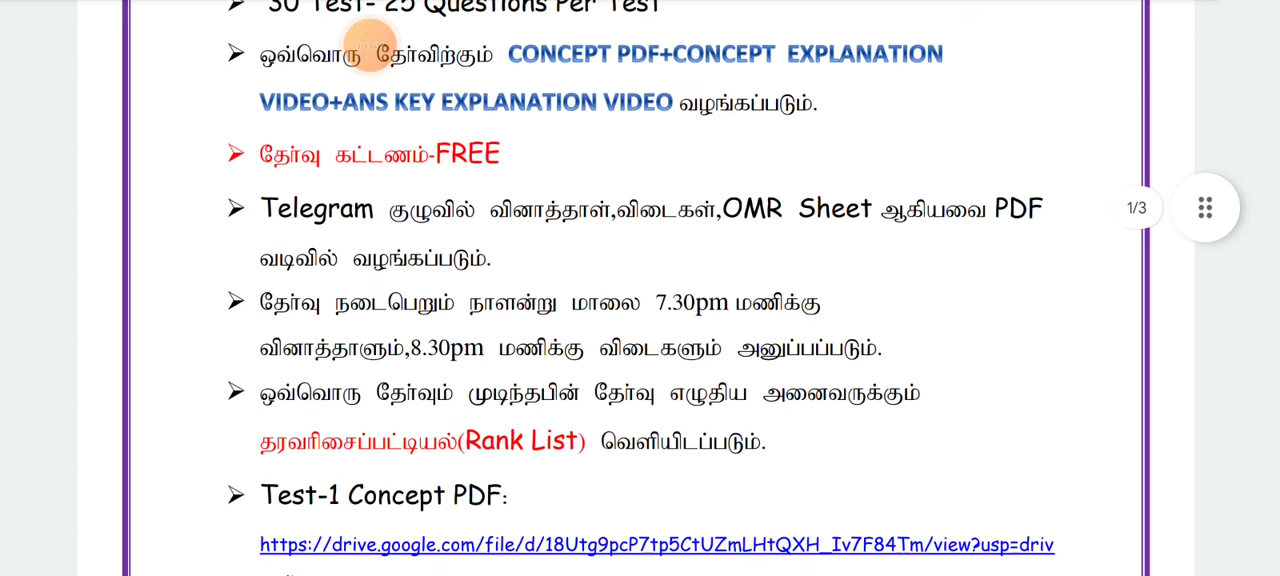 30 Test- 25 Questions Per Test
ஒவ்வொரு தேர்விற்கும் CONCEPT PDF+CONCEPT EXPLANATION
VIDEO+ANS KEY EXPLANATION VIDEO வழங்கப்படும்.
தேர்வு கட்டணம்-FREE
Telegram குழுவில் வினாத்தாள்,விடைகள்,OMR Sheet ஆகியவை PDF
1/3
வடிவில் வழங்கப்படும்.
தேர்வு நடைபெறும் நாளன்று மாலை 7.30pm மணிக்கு
வினாத்தாளும்,8.30pm மணிக்கு விடைகளும் அனுப்பப்படும்.
ஒவ்வொரு தேர்வும் முடிந்தபின் தேர்வு எழுதிய அனைவருக்கும்
தரவரிசைப்பட்டியல்(Rank List) வெளியிடப்படும்.
Test-1 Concept PDF:
https://drive.google.com/file/d/18Utg9pcP7tp5CtUZmLHtQXH_Iv7F84Tm/view?usp=driv